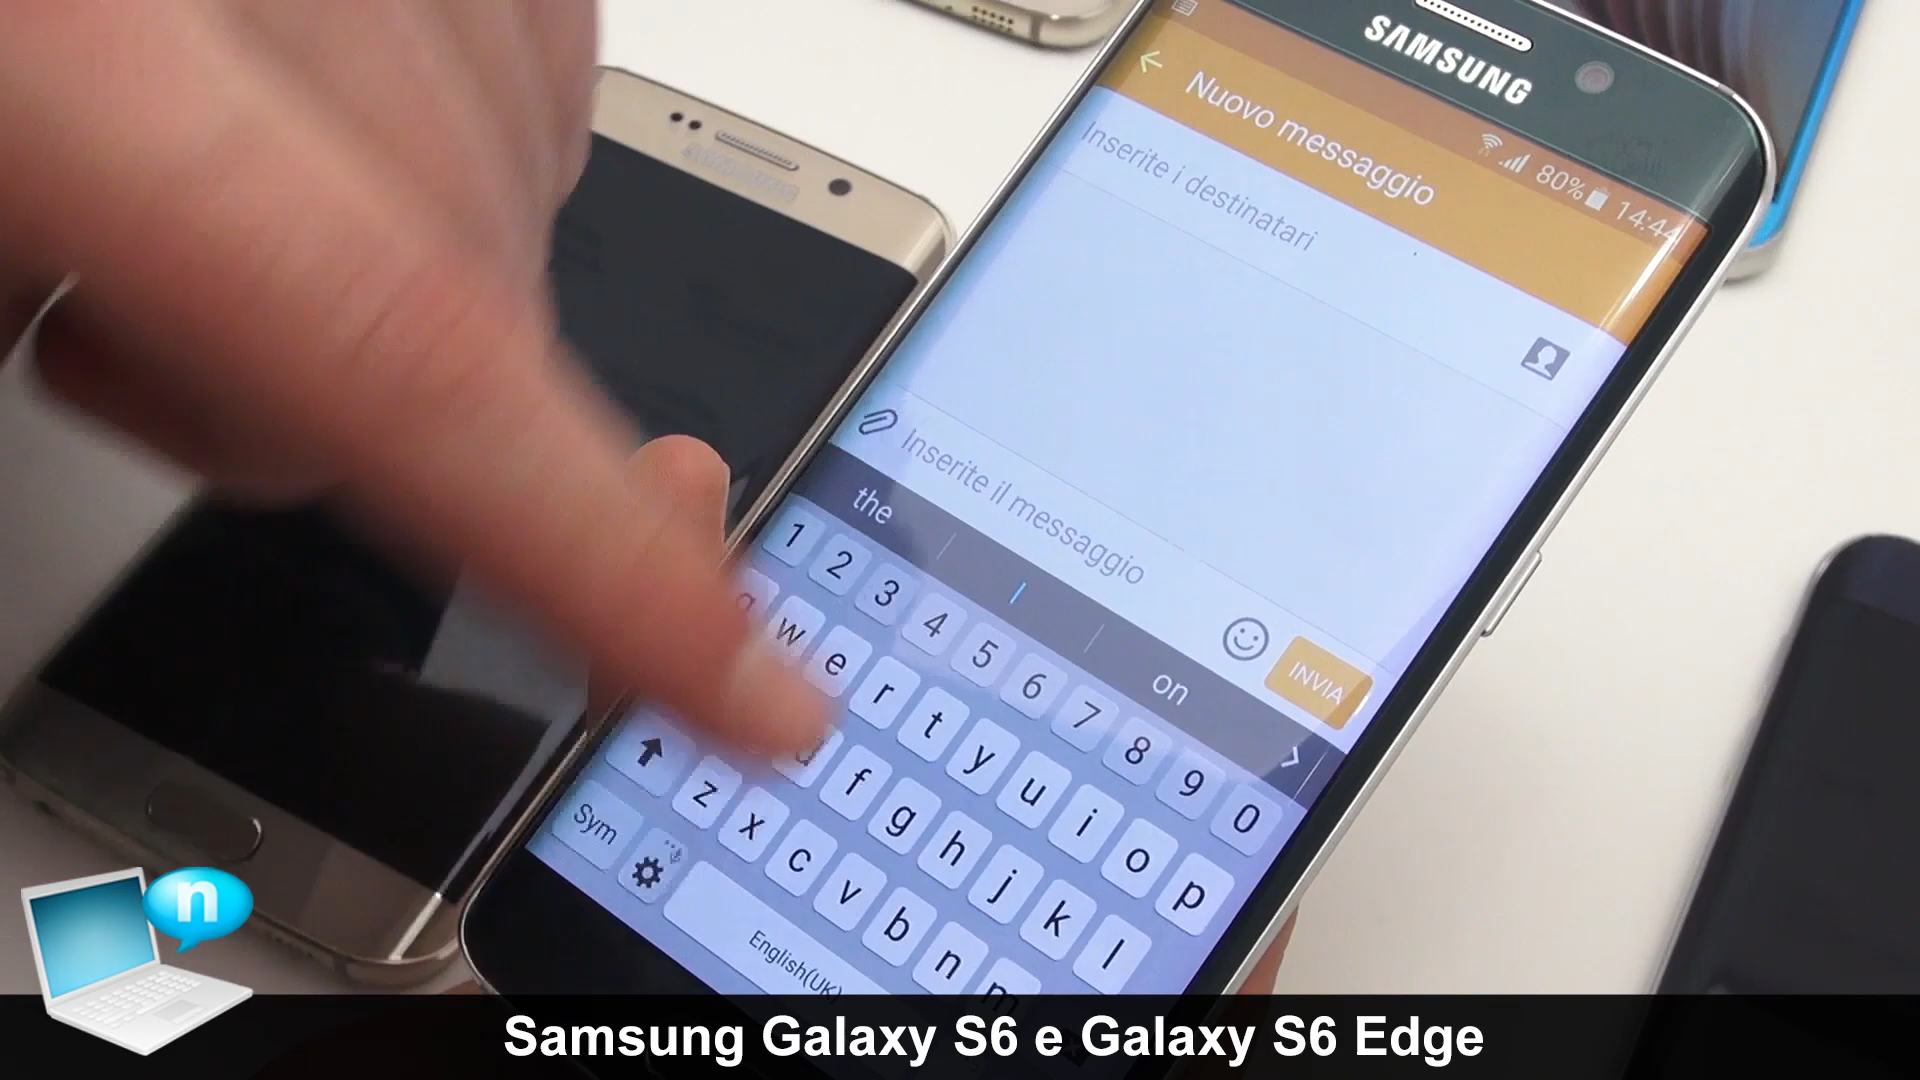 SAMSUNG
80% 14:44
Nuovo messaggio
Inserite i destinatari
Inserite il messaggio
INVIA
the
I
on
1 2 3 4 5 6 7 8 9 0
q w e r t y u i o p
d f g h j k l
z x c v b n m
Sym
English(UK)
n
Samsung Galaxy S6 e Galaxy S6 Edge